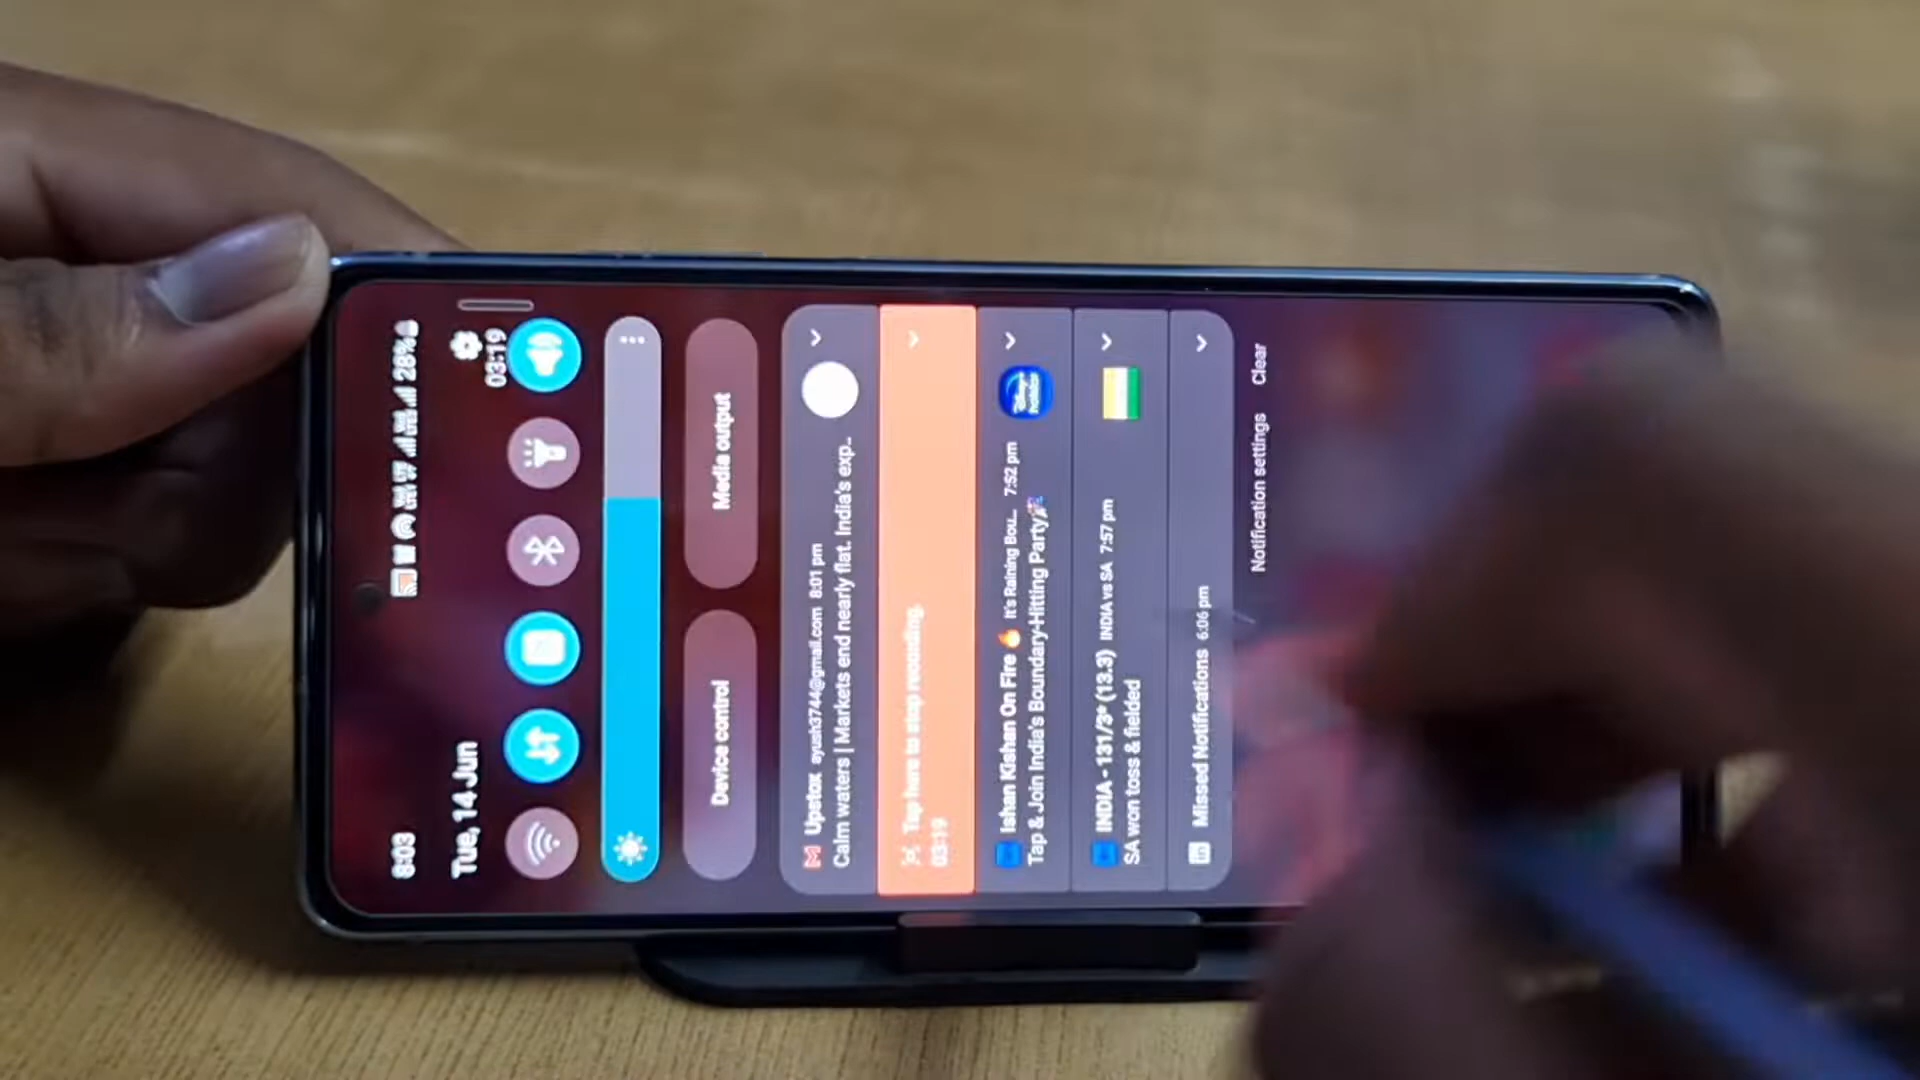 8:03
28%
Tue, 14 Jun
03:19
Device control
Media output
Upstox ayush3744@gmail.com 8:01 pm
Calm waters | Markets end nearly flat. India's exp..
Tap here to stop recording.
03:19
Ishan Kishan On Fire 🔥 It's Raining Bou... 7:52 pm
Tap & Join India's Boundary-Hitting Party🎉
Disney+ hotstar
INDIA - 131/3* (13.3) INDIA vs SA 7:57 pm
SA won toss & fielded
in Missed Notifications 6:06 pm
Notification settings Clear